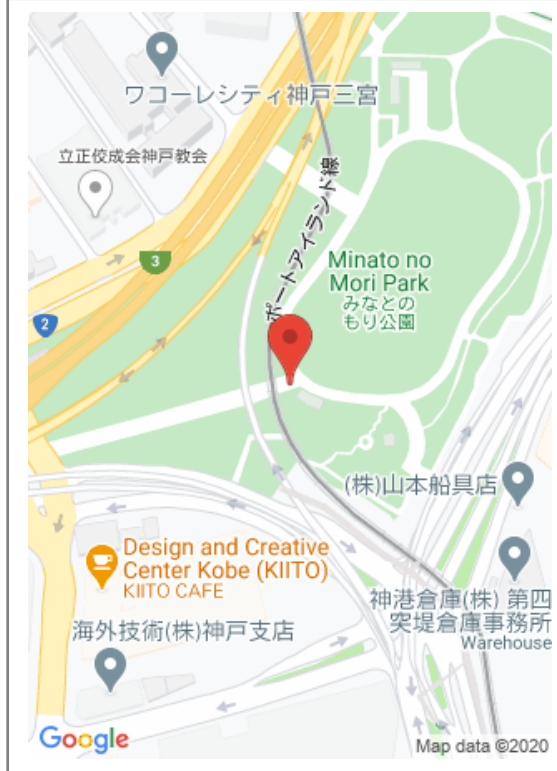 ワコーレシティ神戸三宮
立正佼成会神戸教会
ポートアイランド線
3
Minato no
Mori Park
みなとの
もり公園
2
(株)山本船具店
Design and Creative
Center Kobe (KIITO)
KIITO CAFE
神港倉庫(株) 第四
突堤倉庫事務所
Warehouse
海外技術(株)神戸支店
Google
Map data ©2020